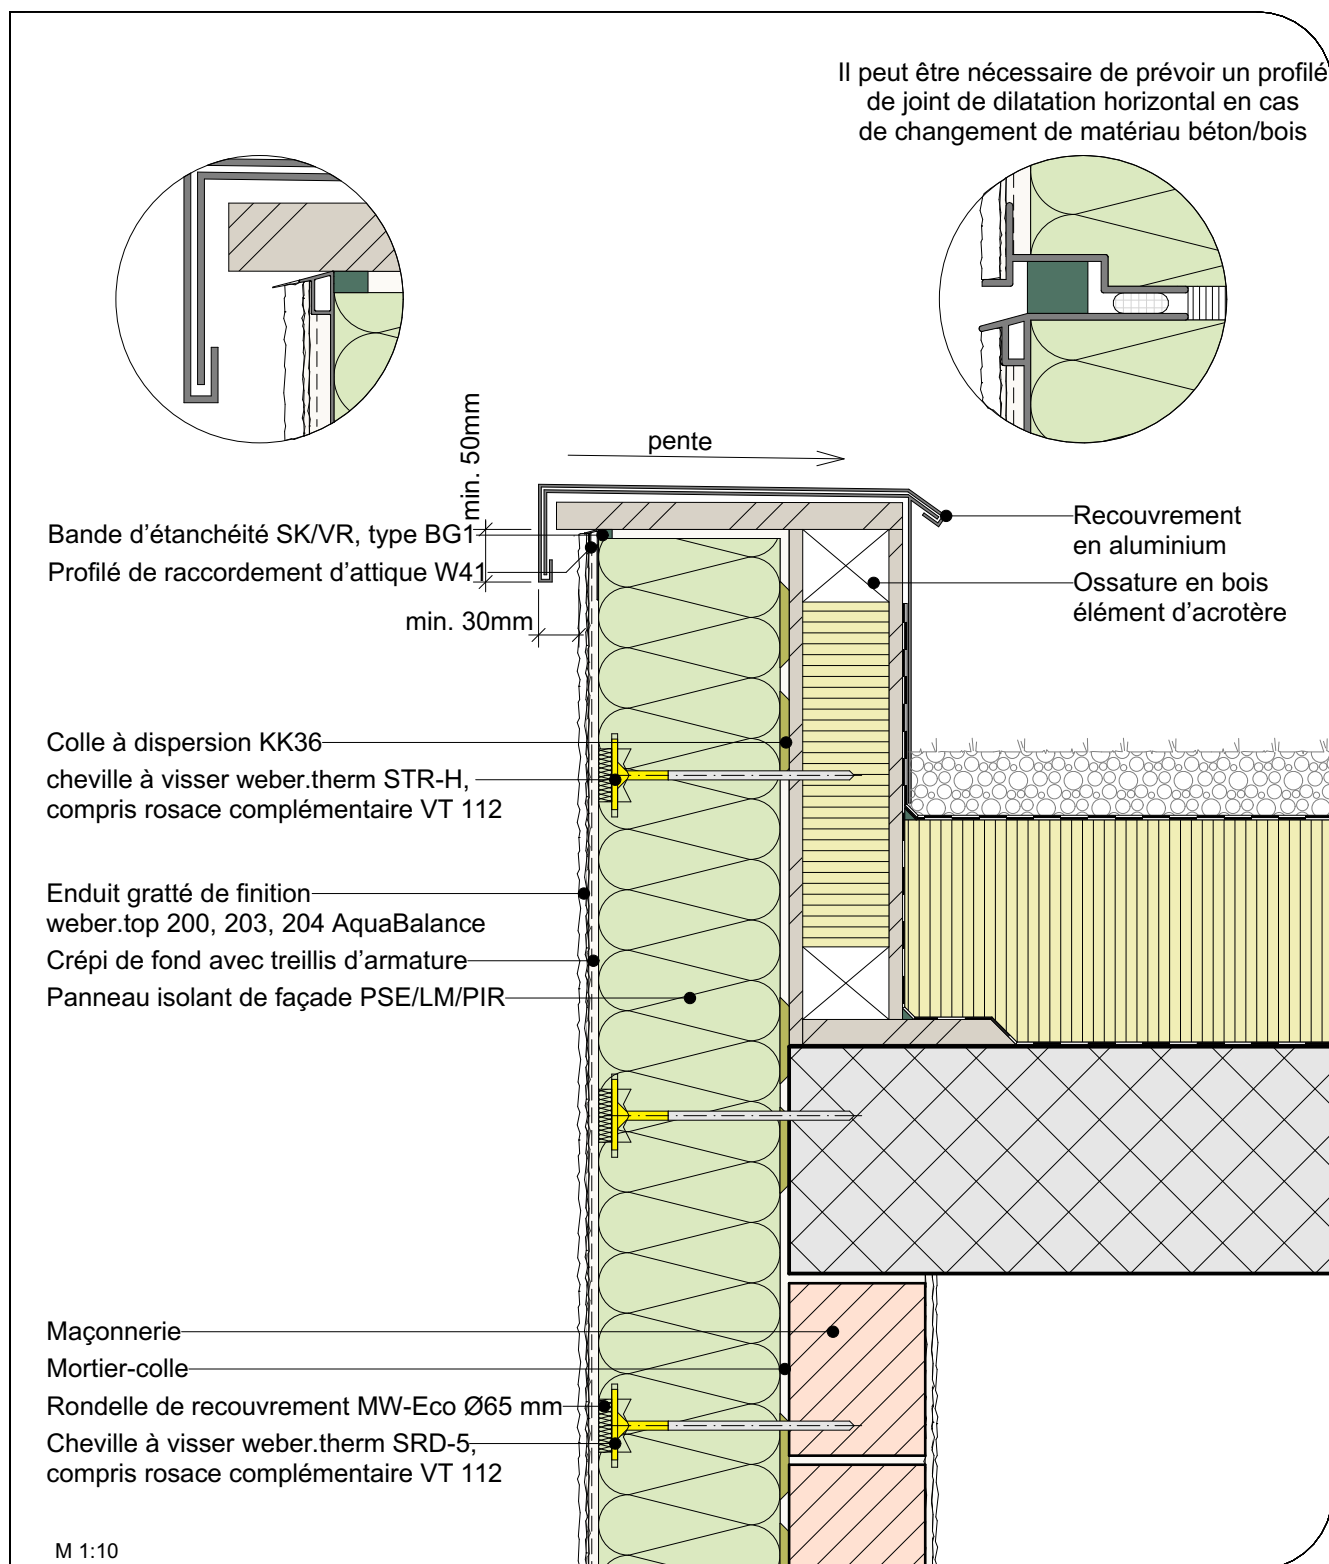 Il peut être nécessaire de prévoir un profilé
de joint de dilatation horizontal en cas
de changement de matériau béton/bois
min. 50mm
pente
Bande d'étanchéité SK/VR, type BG1
Profilé de raccordement d'attique W41
min. 30mm
Recouvrement
en aluminium
Ossature en bois
élément d'acrotère
Colle à dispersion KK36
cheville à visser weber.therm STR-H,
compris rosace complémentaire VT 112
Enduit gratté de finition
weber.top 200, 203, 204 AquaBalance
Crépi de fond avec treillis d'armature
Panneau isolant de façade PSE/LM/PIR
Maçonnerie
Mortier-colle
Rondelle de recouvrement MW-Eco Ø65 mm
Cheville à visser weber.therm SRD-5,
compris rosace complémentaire VT 112
M 1:10